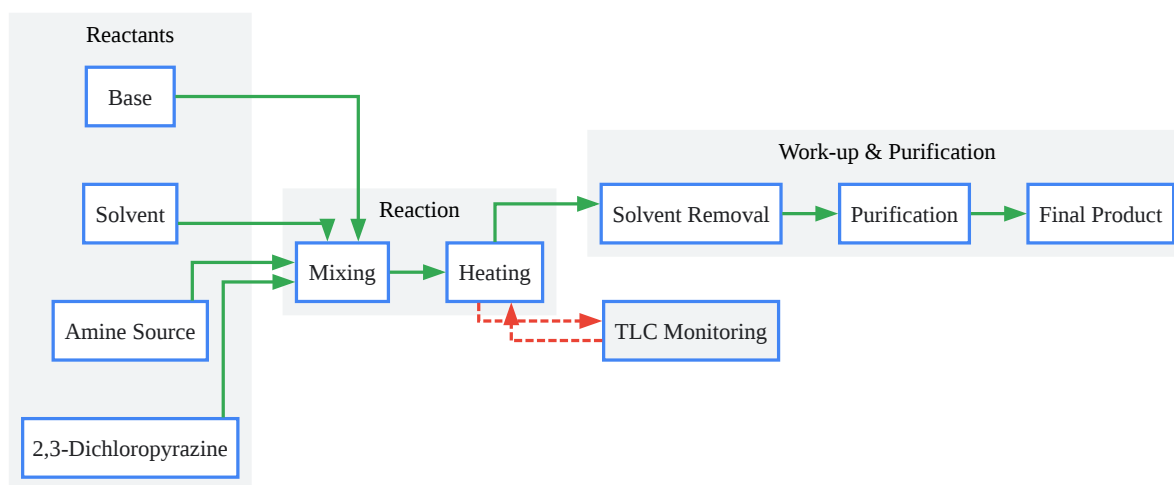 Reactants
Base
Solvent
Amine Source
2,3-Dichloropyrazine
Reaction
Mixing
Heating
TLC Monitoring
Work-up & Purification
Solvent Removal
Purification
Final Product